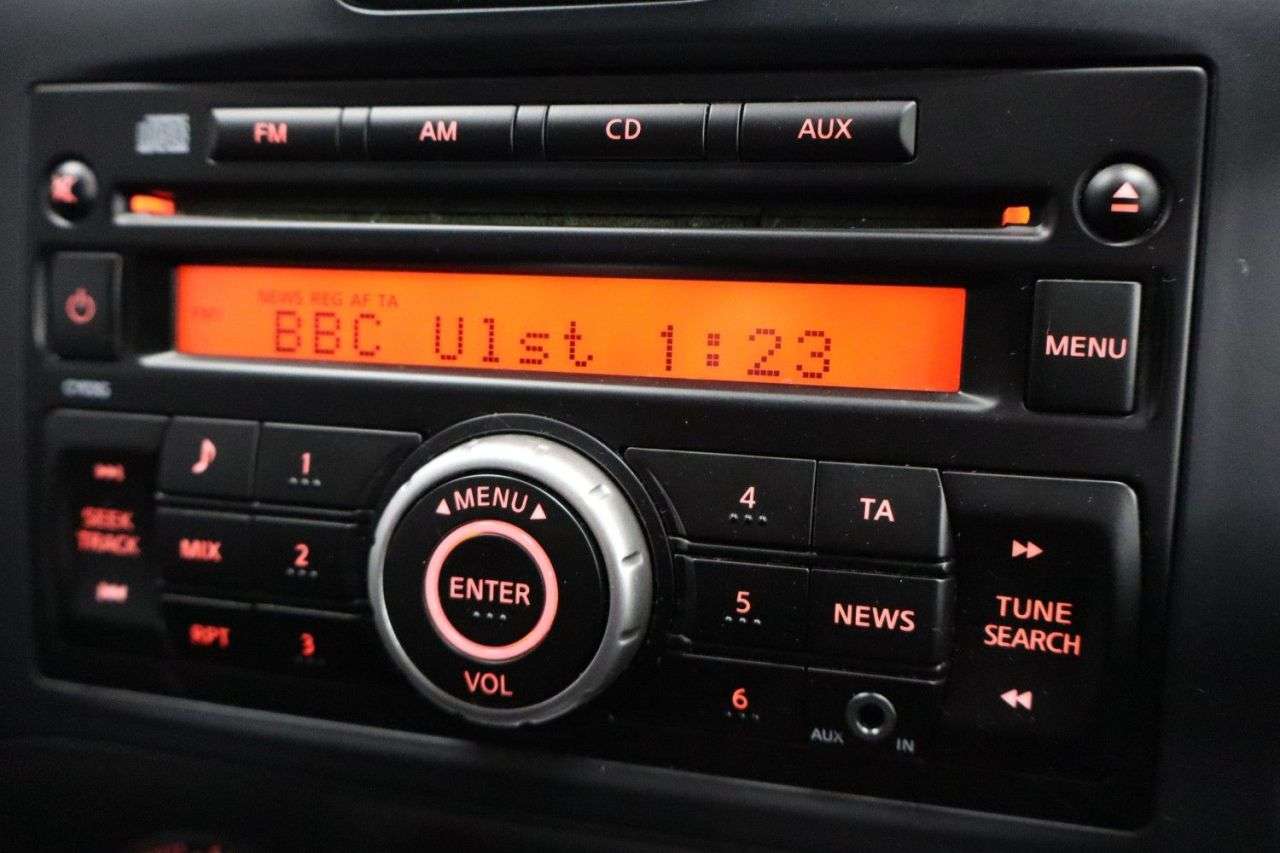 FM AM CD AUX
NEWS REG AF TA
BBC Ulst 1:23
MENU
1
4 TA
MENU
SEEK
TRACK
MIX 2
ENTER
5 NEWS
TUNE
SEARCH
RPT 3
VOL
6
AUX IN